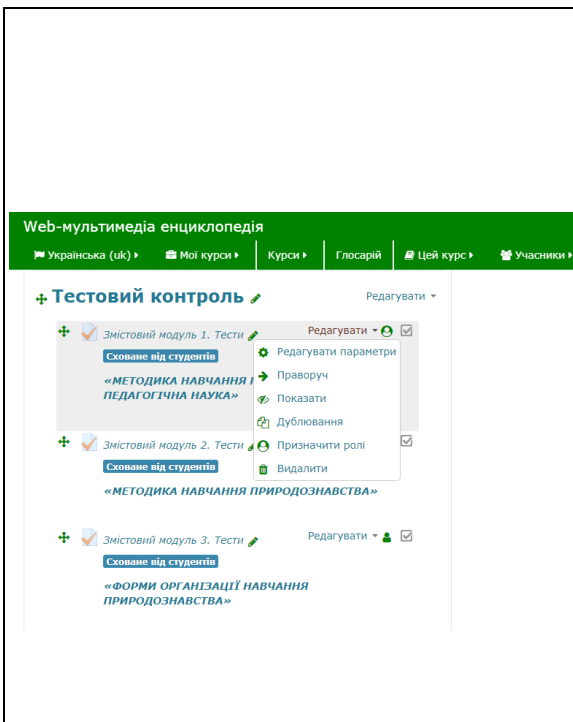 Web-мультимедіа енциклопедія
Українська (uk) Мої курси Курси Глосарій Цей курс Учасники
Тестовий контроль Редагувати
Змістовий модуль 1. Тести Редагувати
Сховане від студентів
«МЕТОДИКА НАВЧАННЯ
ПЕДАГОГІЧНА НАУКА»
Редагувати параметри
Праворуч
Показати
Дублювання
Призначити ролі
Видалити
Змістовий модуль 2. Тести
Сховане від студентів
«МЕТОДИКА НАВЧАННЯ ПРИРОДОЗНАВСТВА»
Змістовий модуль 3. Тести Редагувати
Сховане від студентів
«ФОРМИ ОРГАНІЗАЦІЇ НАВЧАННЯ
ПРИРОДОЗНАВСТВА»